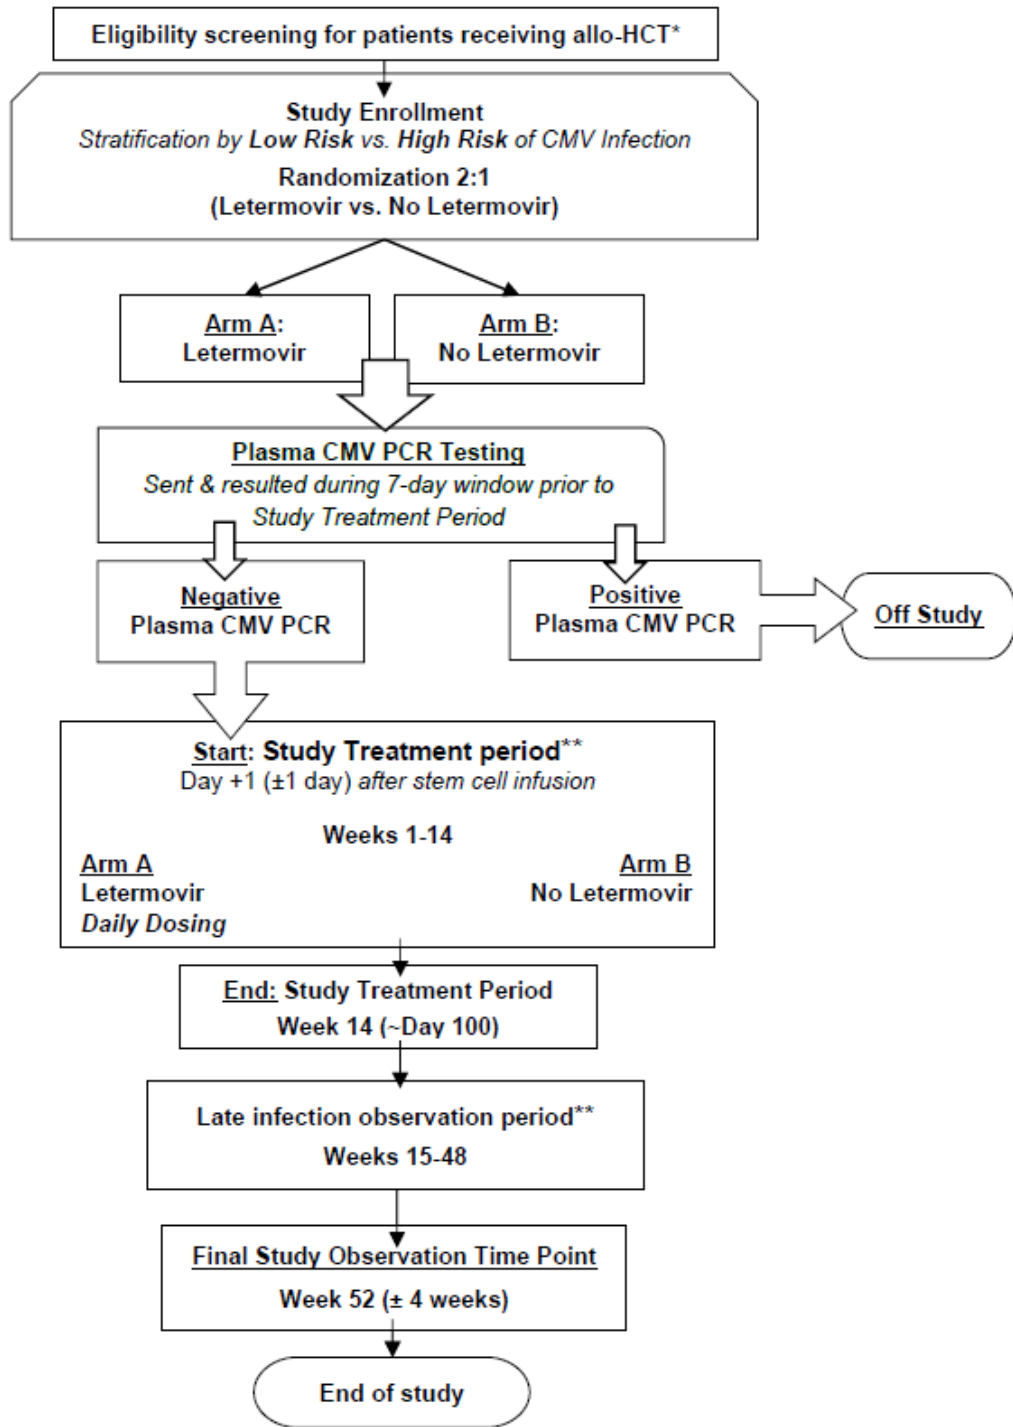 Eligibility screening for patients receiving allo-HCT*
Study Enrollment
Stratification by Low Risk vs. High Risk of CMV Infection
Randomization 2:1
(Letermovir vs. No Letermovir)
Arm A:
Letermovir
Arm B:
No Letermovir
Plasma CMV PCR Testing
Sent & resulted during 7-day window prior to
Study Treatment Period
Negative
Plasma CMV PCR
Positive
Plasma CMV PCR
Off Study
Start: Study Treatment period**
Day +1 (±1 day) after stem cell infusion
Weeks 1-14
Arm A
Letermovir
Daily Dosing
Arm B
No Letermovir
End: Study Treatment Period
Week 14 (~Day 100)
Late infection observation period**
Weeks 15-48
Final Study Observation Time Point
Week 52 (± 4 weeks)
End of study